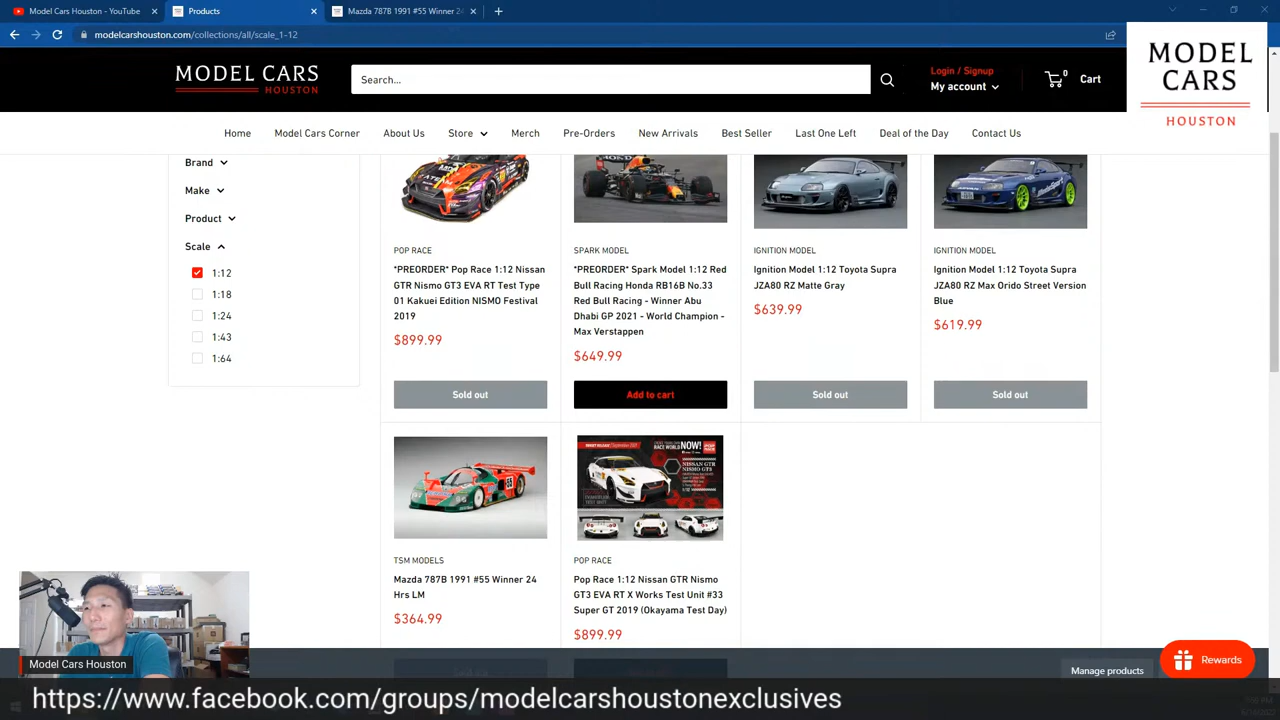 Model Cars Houston - YouTube
Products
Mazda 787B 1991 #55 Winner 24
modelcarshouston.com/collections/all/scale_1-12
MODEL CARS
HOUSTON
Search...
Login / Signup
My account
0
Cart
MODEL
CARS
HOUSTON
Home
Model Cars Corner
About Us
Store
Merch
Pre-Orders
New Arrivals
Best Seller
Last One Left
Deal of the Day
Contact Us
Brand
Make
Product
Scale
1:12
1:18
1:24
1:43
1:64
POP RACE
*PREORDER* Pop Race 1:12 Nissan
GTR Nismo GT3 EVA RT Test Type
01 Kakuei Edition NISMO Festival
2019
$899.99
Sold out
SPARK MODEL
*PREORDER* Spark Model 1:12 Red
Bull Racing Honda RB16B No.33
Red Bull Racing - Winner Abu
Dhabi GP 2021 - World Champion -
Max Verstappen
$649.99
Add to cart
IGNITION MODEL
Ignition Model 1:12 Toyota Supra
JZA80 RZ Matte Gray
$639.99
Sold out
IGNITION MODEL
Ignition Model 1:12 Toyota Supra
JZA80 RZ Max Orido Street Version
Blue
$619.99
Sold out
TSM MODELS
Mazda 787B 1991 #55 Winner 24
Hrs LM
$364.99
NOW!
NISSAN GTR
NISMO GT3
POP RACE
Pop Race 1:12 Nissan GTR Nismo
GT3 EVA RT X Works Test Unit #33
Super GT 2019 (Okayama Test Day)
$899.99
Model Cars Houston
Manage products
Rewards
https://www.facebook.com/groups/modelcarshoustonexclusives